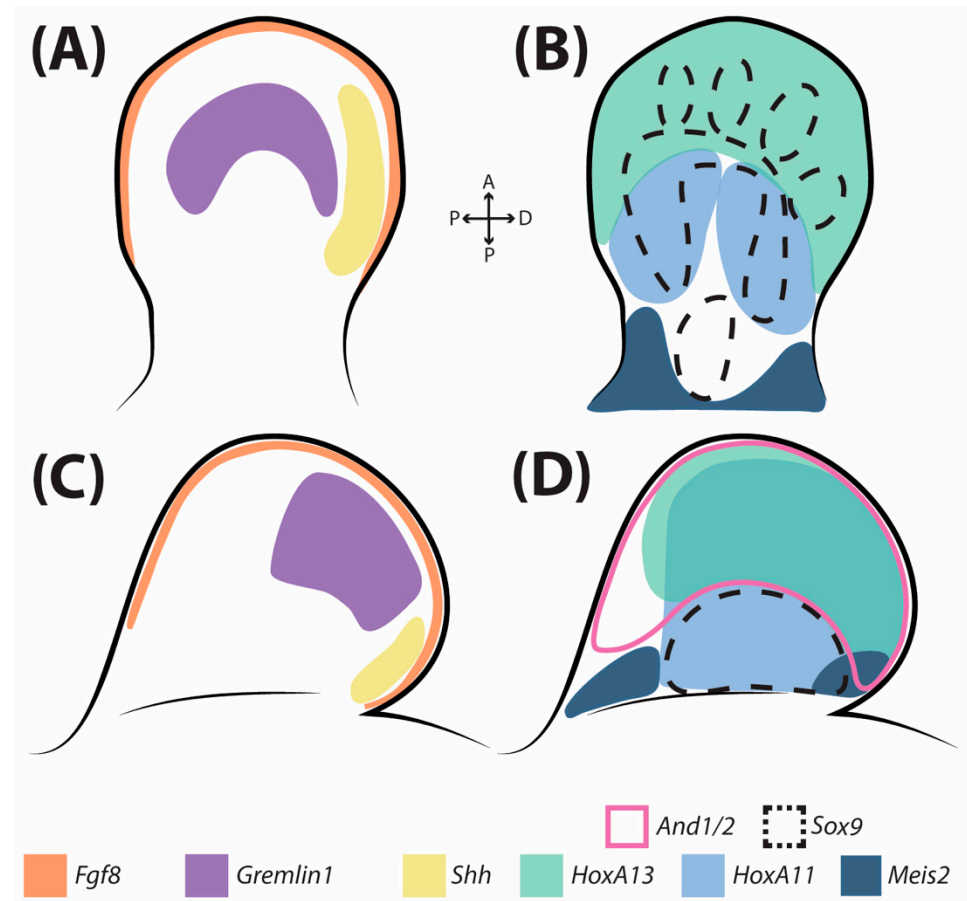 (A) (B)
A
P D
P
(C) (D)
And1/2 Sox9
Fgf8 Gremlin1 Shh HoxA13 HoxA11 Meis2